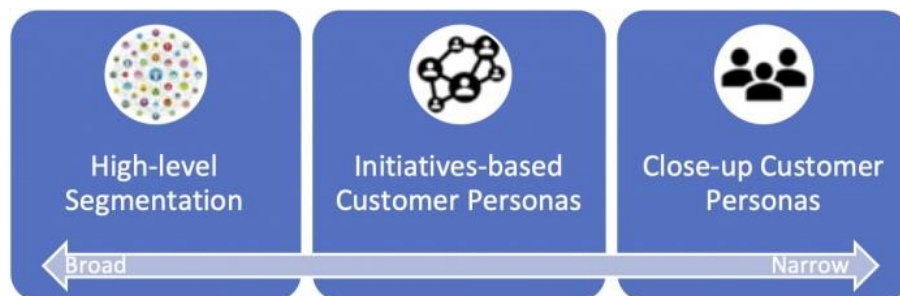 High-level
Segmentation
Initiatives-based
Customer Personas
Close-up Customer
Personas
Broad
Narrow